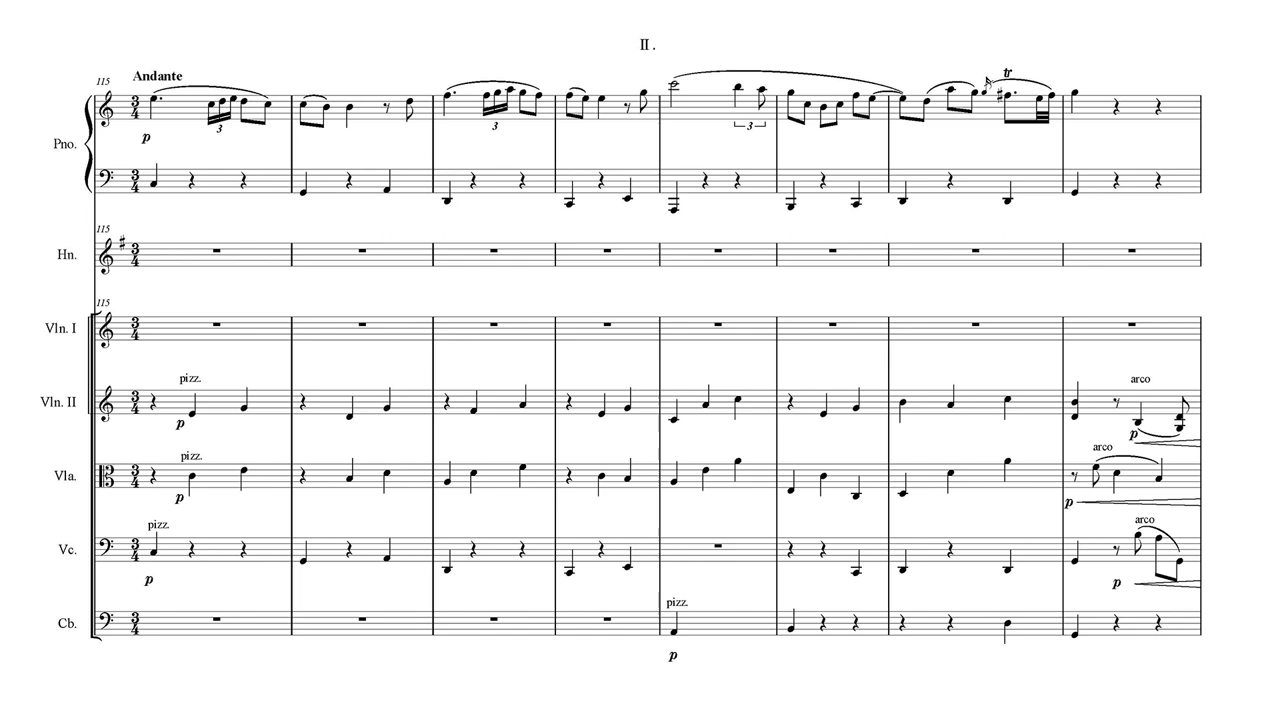 II.
Andante
115
3
3
3
tr
p
Pno.
115
Hn.
115
Vln. I
pizz.
arco
Vln. II
p
p
pizz.
arco
Vla.
p
p
pizz.
arco
Vc.
p
p
pizz.
Cb.
p